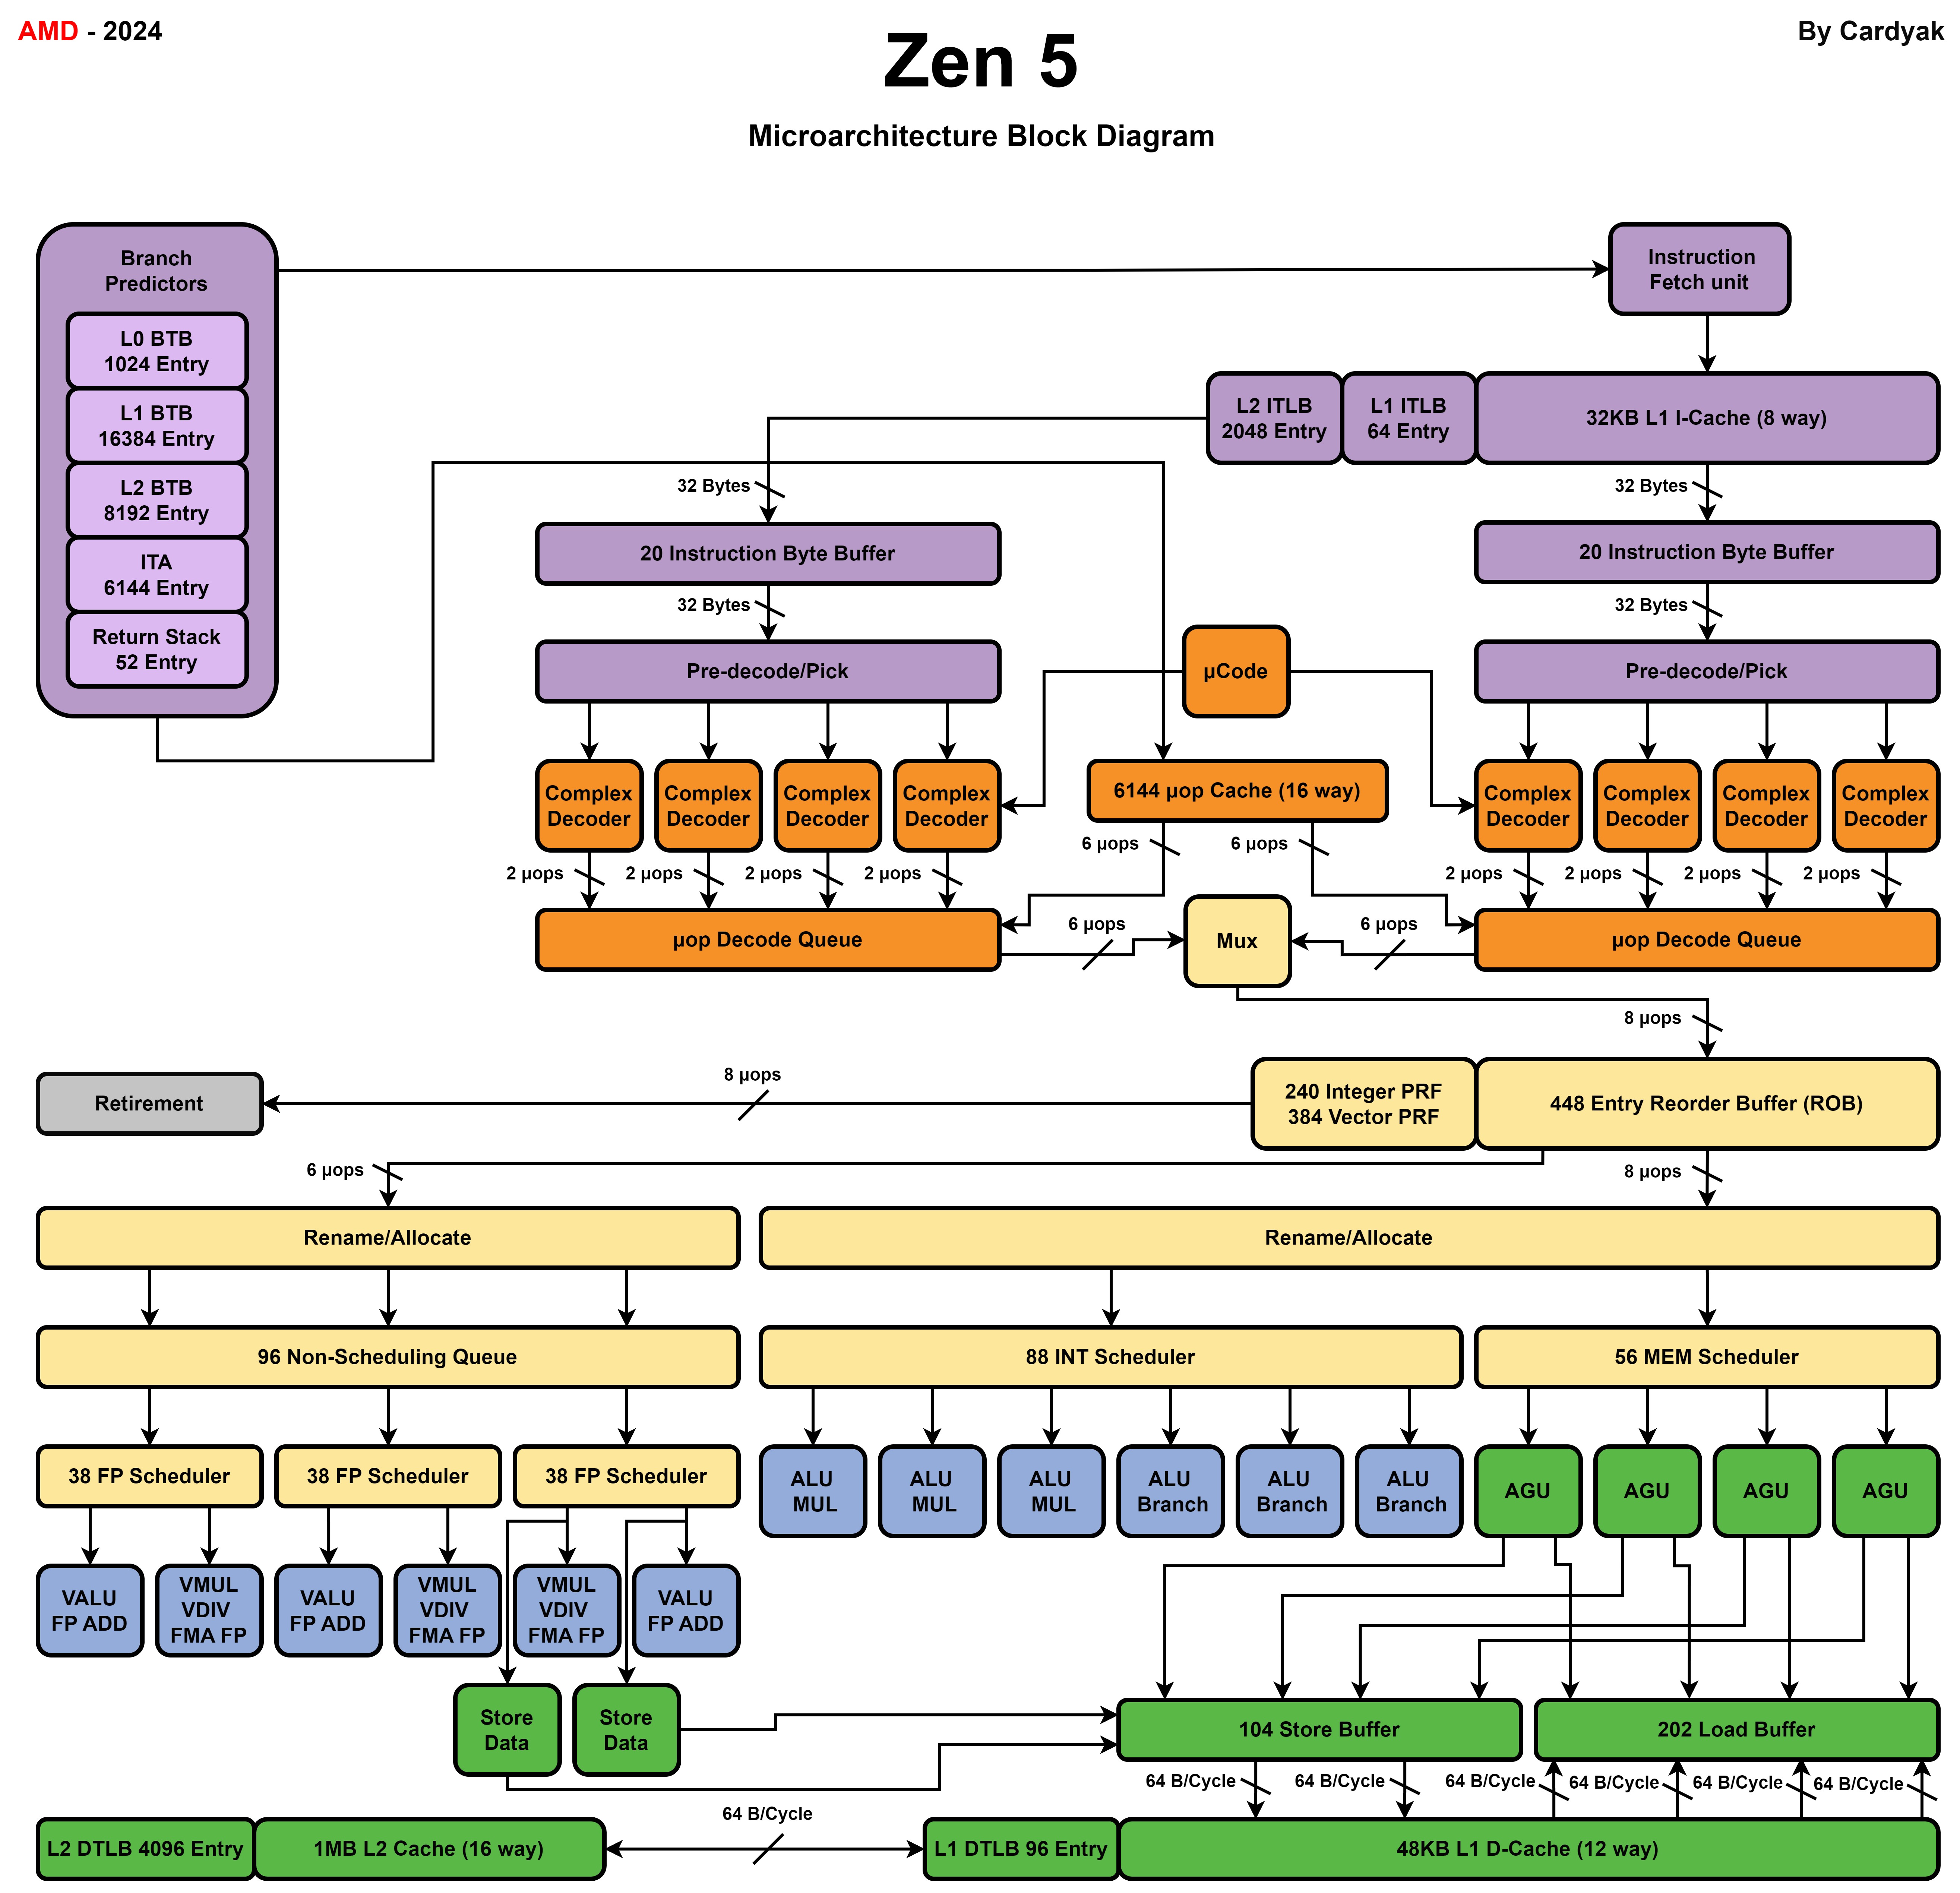 AMD - 2024
By Cardyak
Zen 5
Microarchitecture Block Diagram
Branch
Predictors
L0 BTB
1024 Entry
L1 BTB
16384 Entry
L2 BTB
8192 Entry
ITA
6144 Entry
Return Stack
52 Entry
Instruction
Fetch unit
L2 ITLB
2048 Entry
L1 ITLB
64 Entry
32KB L1 I-Cache (8 way)
32 Bytes
32 Bytes
20 Instruction Byte Buffer
20 Instruction Byte Buffer
32 Bytes
32 Bytes
Pre-decode/Pick
µCode
Pre-decode/Pick
Complex
Decoder
Complex
Decoder
Complex
Decoder
Complex
Decoder
6144 µop Cache (16 way)
Complex
Decoder
Complex
Decoder
Complex
Decoder
Complex
Decoder
2 µops
2 µops
2 µops
2 µops
6 µops
6 µops
2 µops
2 µops
2 µops
2 µops
µop Decode Queue
6 µops
Mux
6 µops
µop Decode Queue
8 µops
Retirement
8 µops
240 Integer PRF
384 Vector PRF
448 Entry Reorder Buffer (ROB)
6 µops
8 µops
Rename/Allocate
Rename/Allocate
96 Non-Scheduling Queue
88 INT Scheduler
56 MEM Scheduler
38 FP Scheduler
38 FP Scheduler
38 FP Scheduler
ALU
MUL
ALU
MUL
ALU
MUL
ALU
Branch
ALU
Branch
ALU
Branch
AGU
AGU
AGU
AGU
VALU
FP ADD
VMUL
VDIV
FMA FP
VALU
FP ADD
VMUL
VDIV
FMA FP
VMUL
VDIV
FMA FP
VALU
FP ADD
Store
Data
Store
Data
104 Store Buffer
202 Load Buffer
64 B/Cycle
64 B/Cycle
64 B/Cycle
64 B/Cycle
64 B/Cycle
64 B/Cycle
L2 DTLB 4096 Entry
1MB L2 Cache (16 way)
64 B/Cycle
L1 DTLB 96 Entry
48KB L1 D-Cache (12 way)